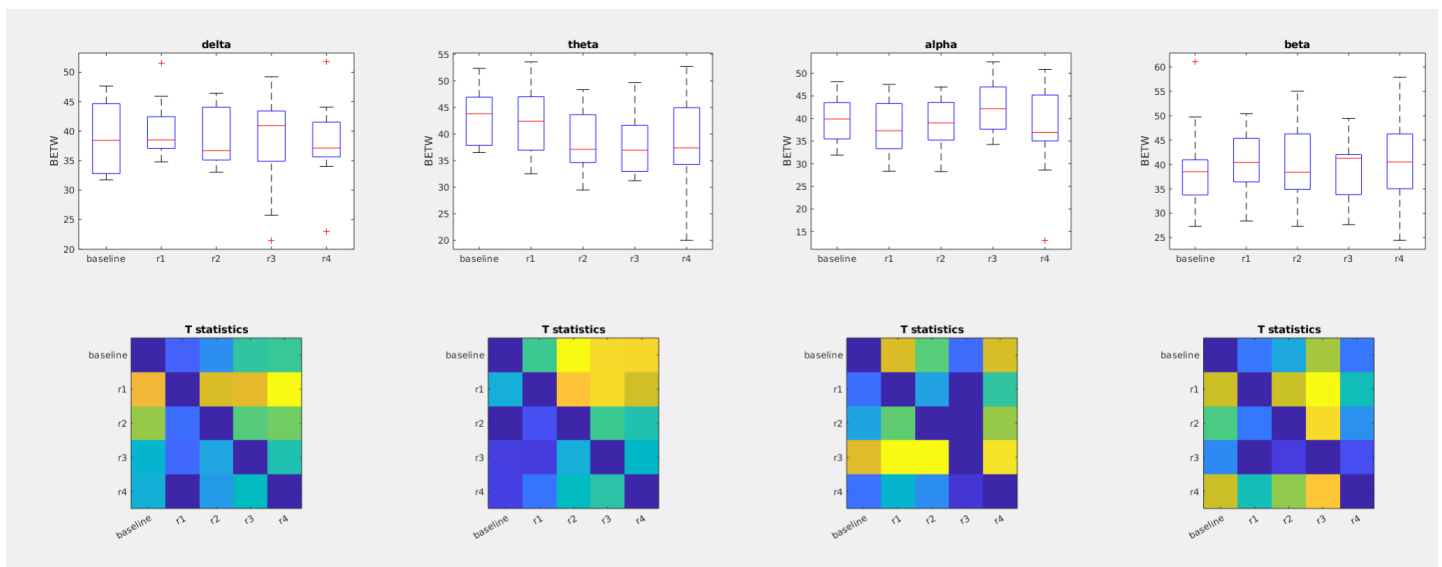 delta
theta
alpha
beta
BETW
50
45
40
35
30
25
20
baseline r1 r2 r3 r4
BETW
55
50
45
40
35
30
25
20
baseline r1 r2 r3 r4
BETW
50
45
40
35
30
25
20
15
baseline r1 r2 r3 r4
BETW
60
55
50
45
40
35
30
25
baseline r1 r2 r3 r4
T statistics
baseline
r1
r2
r3
r4
baseline r1 r2 r3 r4
T statistics
baseline
r1
r2
r3
r4
baseline r1 r2 r3 r4
T statistics
baseline
r1
r2
r3
r4
baseline r1 r2 r3 r4
T statistics
baseline
r1
r2
r3
r4
baseline r1 r2 r3 r4